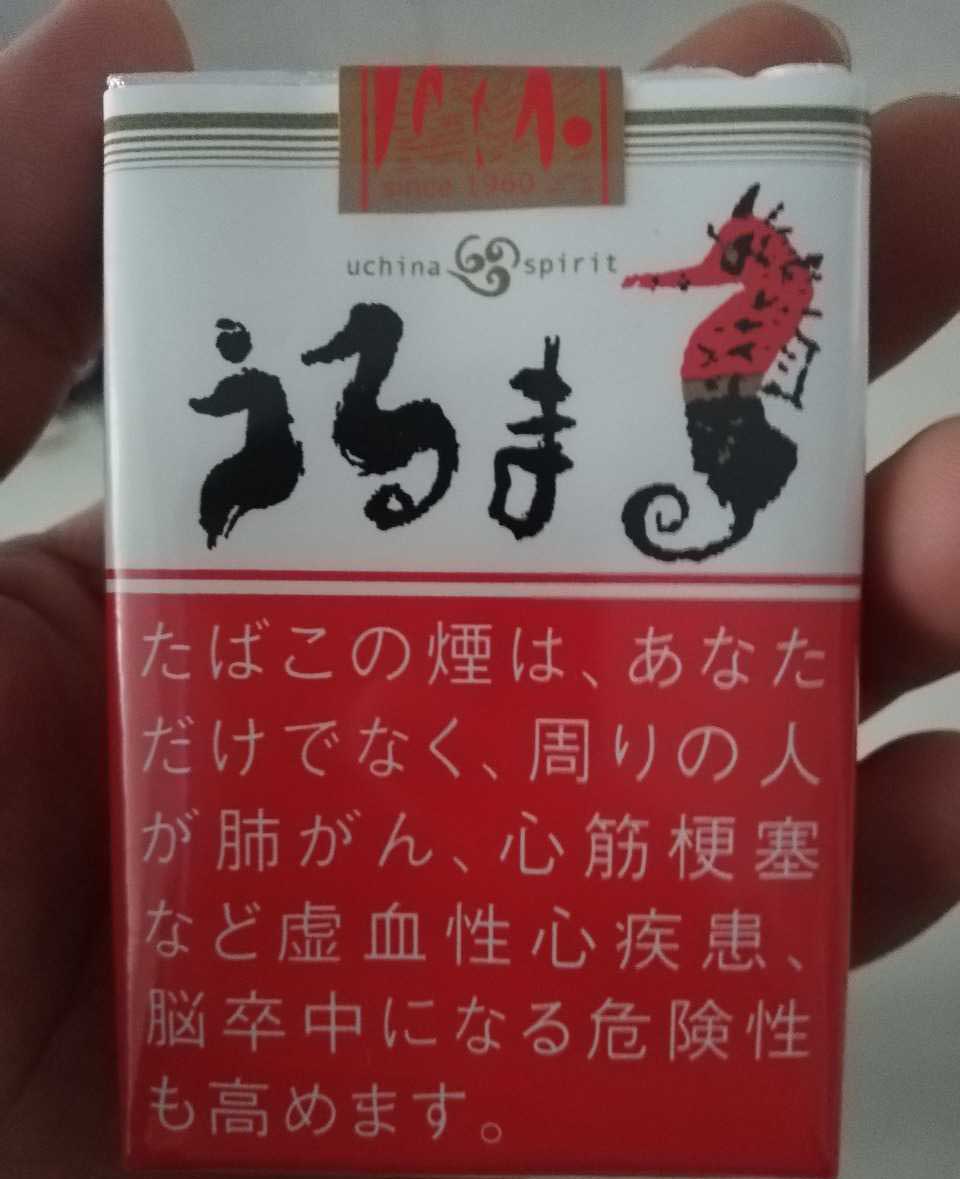 since 1960
uchina spirit
うるま
たばこの煙は、あなた
だけでなく、周りの人
が肺がん、心筋梗塞
など虚血性心疾患、
脳卒中になる危険性
も高めます。